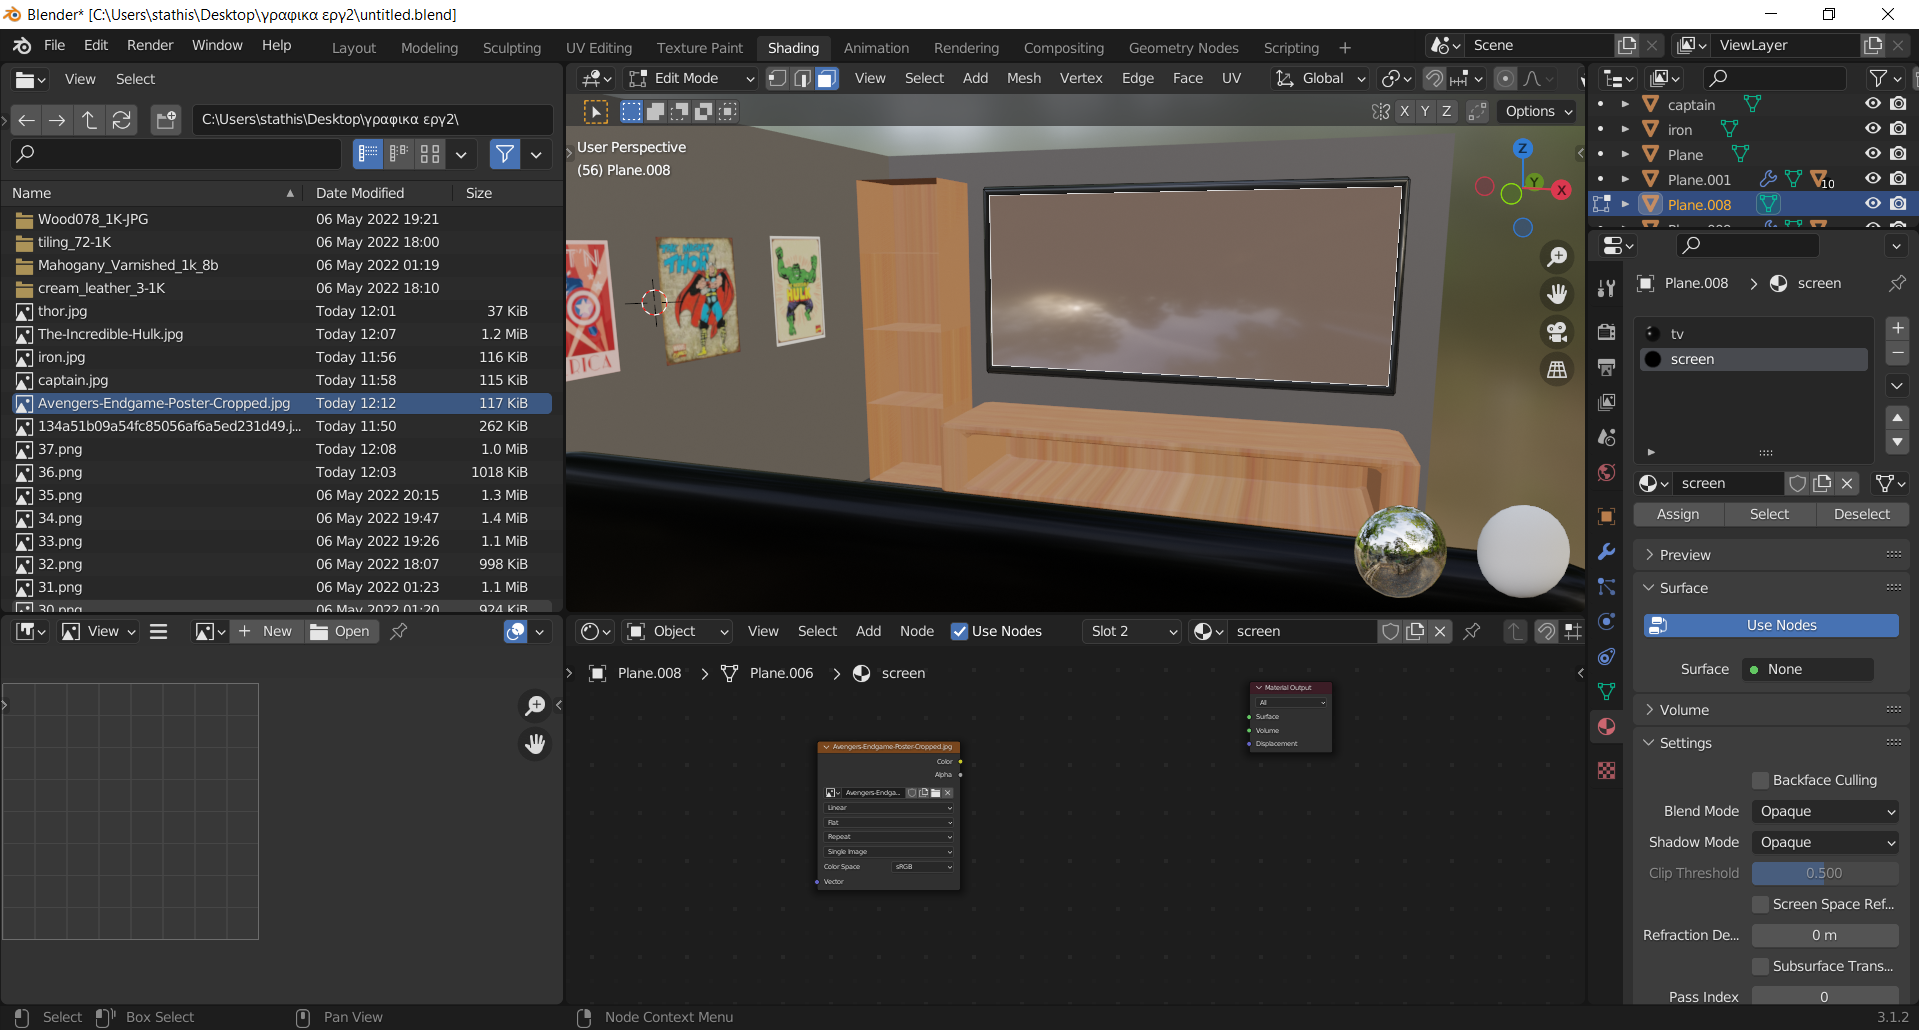 Blender* [C:\Users\stathis\Desktop\γραφικα εργ2\untitled.blend]
File Edit Render Window Help Layout Modeling Sculpting UV Editing Texture Paint Shading Animation Rendering Compositing Geometry Nodes Scripting Scene ViewLayer
View Select
C:\Users\stathis\Desktop\γραφικα εργ2\
Name Date Modified Size
Wood078_1K-JPG 06 May 2022 19:21
tiling_72-1K 06 May 2022 18:00
Mahogany_Varnished_1k_8b 06 May 2022 01:19
cream_leather_3-1K 06 May 2022 18:10
thor.jpg Today 12:01 37 KiB
The-Incredible-Hulk.jpg Today 12:07 1.2 MiB
iron.jpg Today 11:56 116 KiB
captain.jpg Today 11:58 115 KiB
Avengers-Endgame-Poster-Cropped.jpg Today 12:12 117 KiB
134a51b09a54fc85056af6a5ed231d49.j... Today 11:50 262 KiB
37.png Today 12:08 1.0 MiB
36.png Today 12:03 1018 KiB
35.png 06 May 2022 20:15 1.3 MiB
34.png 06 May 2022 19:47 1.4 MiB
33.png 06 May 2022 19:26 1.1 MiB
32.png 06 May 2022 18:07 998 KiB
31.png 06 May 2022 01:23 1.1 MiB
30.png 06 May 2022 01:20 924 KiB
Edit Mode View Select Add Mesh Vertex Edge Face UV Global
X Y Z Options
User Perspective
(56) Plane.008
Z
Y
X
THOR
HULK
captain
iron
Plane
Plane.001 10
Plane.008
Plane.008 screen
tv
screen
screen
Assign Select Deselect
Preview
Surface
Use Nodes
Surface None
Volume
Settings
Backface Culling
Blend Mode Opaque
Shadow Mode Opaque
Clip Threshold 0.500
Screen Space Ref...
Refraction De... 0 m
Subsurface Trans...
Pass Index 0
View New Open
Object View Select Add Node Use Nodes Slot 2 screen
Plane.008 Plane.006 screen
Material Output
All
Surface
Volume
Displacement
Avengers-Endgame-Poster-Cropped.jpg
Color
Alpha
Avengers-Endga...
Linear
Flat
Repeat
Single Image
Color Space sRGB
Vector
Select Box Select Pan View Node Context Menu 3.1.2